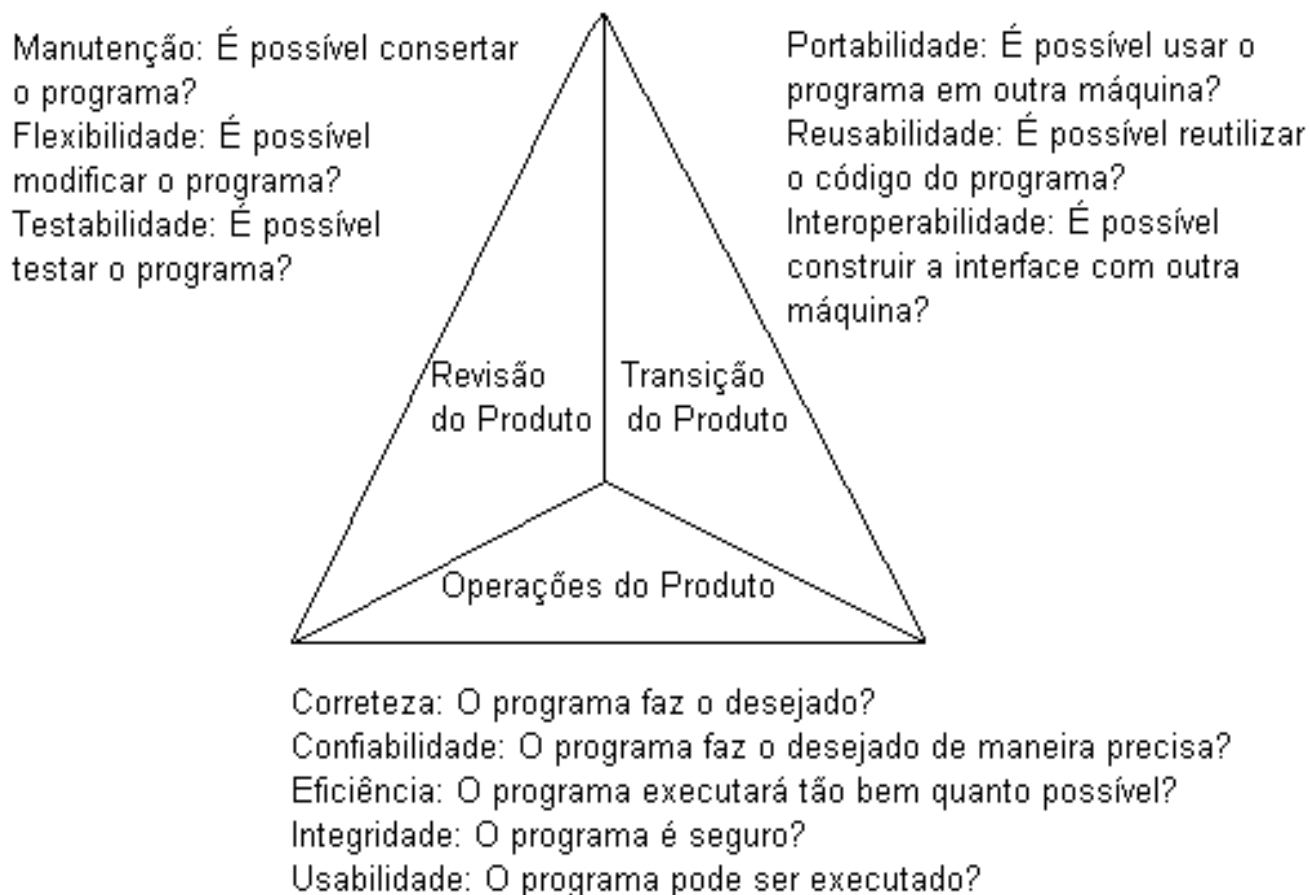 Manutenção: É possível consertar
o programa?
Flexibilidade: É possível
modificar o programa?
Testabilidade: É possível
testar o programa?
Portabilidade: É possível usar o
programa em outra máquina?
Reusabilidade: É possível reutilizar
o código do programa?
Interoperabilidade: É possível
construir a interface com outra
máquina?
Revisão
do Produto
Transição
do Produto
Operações do Produto
Correteza: O programa faz o desejado?
Confiabilidade: O programa faz o desejado de maneira precisa?
Eficiência: O programa executará tão bem quanto possível?
Integridade: O programa é seguro?
Usabilidade: O programa pode ser executado?